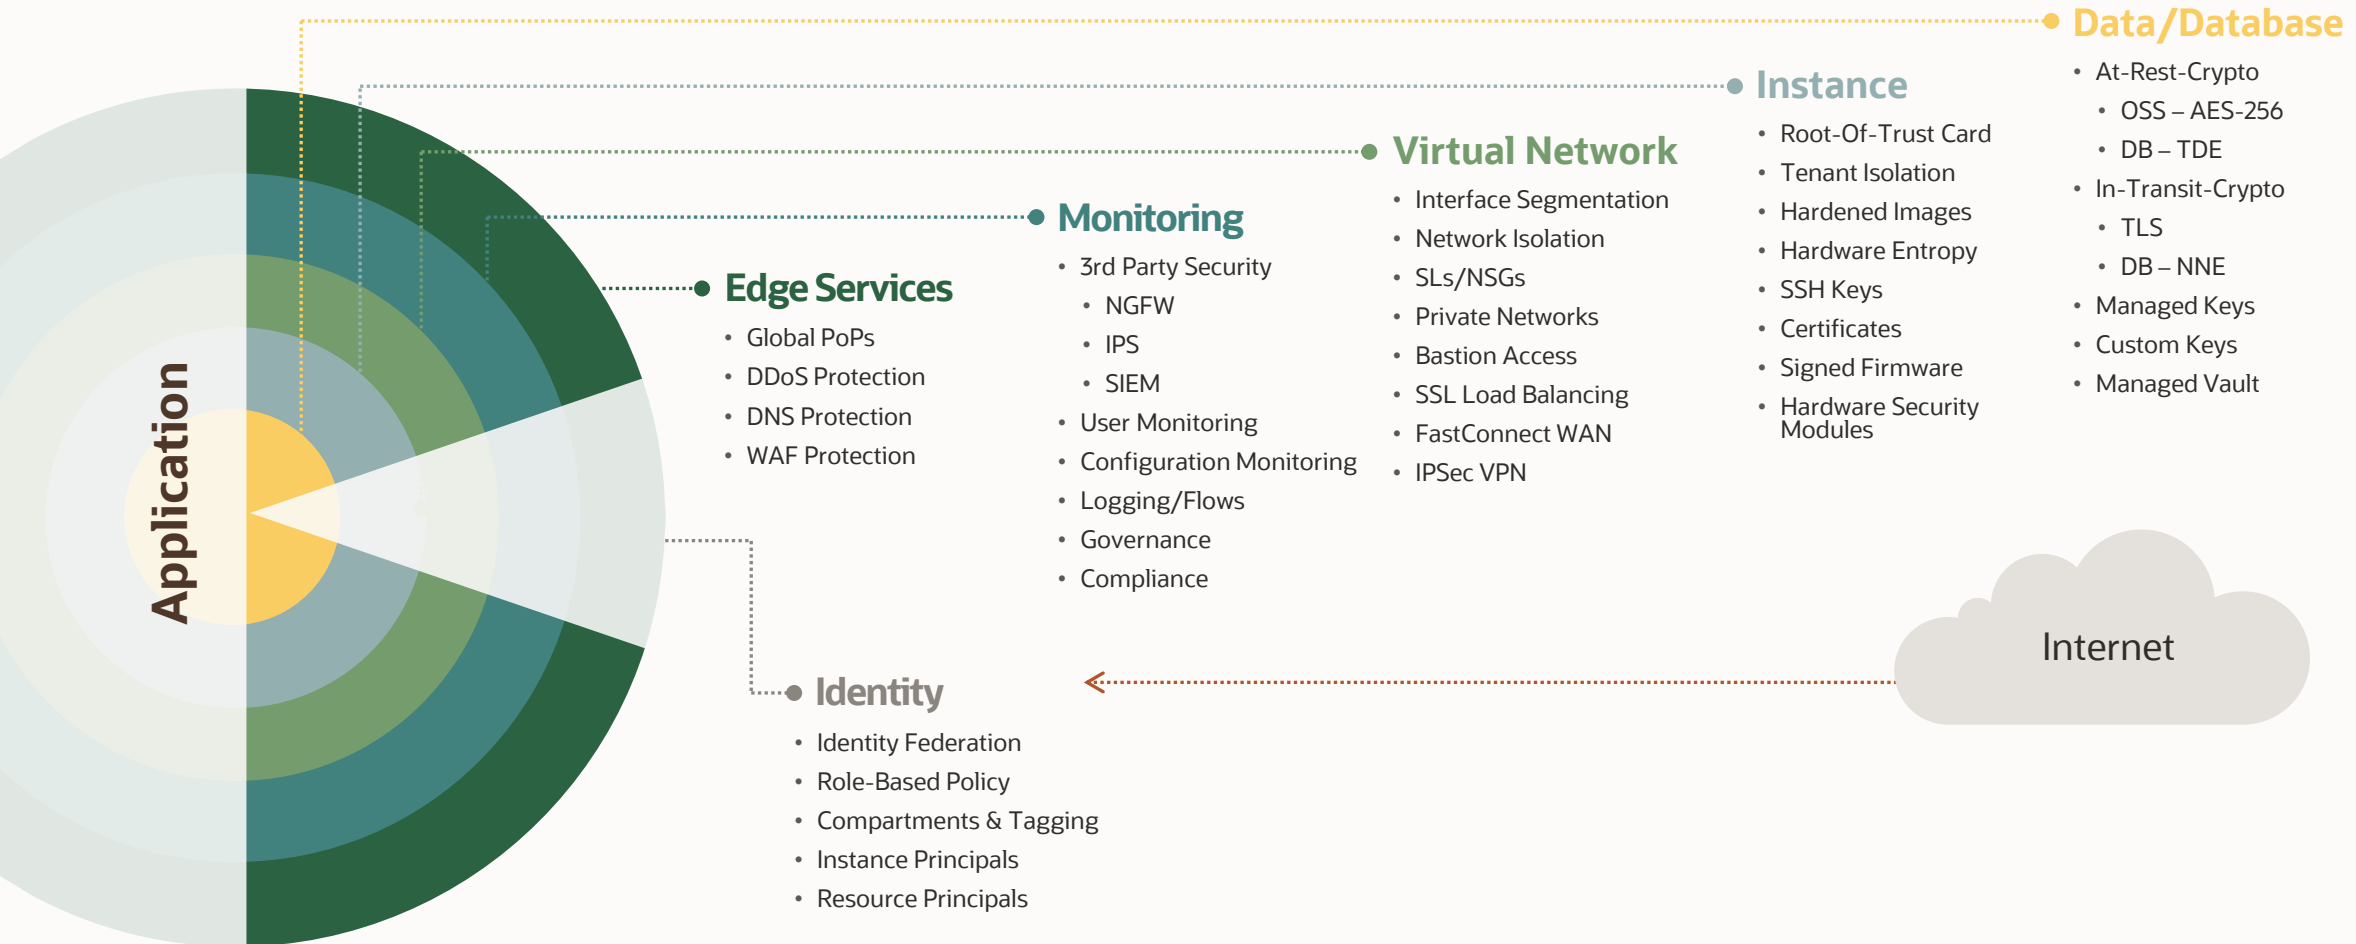 Application
Edge Services
Global PoPs
DDoS Protection
DNS Protection
WAF Protection
Monitoring
3rd Party Security
NGFW
IPS
SIEM
User Monitoring
Configuration Monitoring
Logging/Flows
Governance
Compliance
Virtual Network
Interface Segmentation
Network Isolation
SLs/NSGs
Private Networks
Bastion Access
SSL Load Balancing
FastConnect WAN
IPSec VPN
Instance
Root-Of-Trust Card
Tenant Isolation
Hardened Images
Hardware Entropy
SSH Keys
Certificates
Signed Firmware
Hardware Security
Modules
Data/Database
At-Rest-Crypto
OSS – AES-256
DB – TDE
In-Transit-Crypto
TLS
DB – NNE
Managed Keys
Custom Keys
Managed Vault
Identity
Identity Federation
Role-Based Policy
Compartments & Tagging
Instance Principals
Resource Principals
Internet